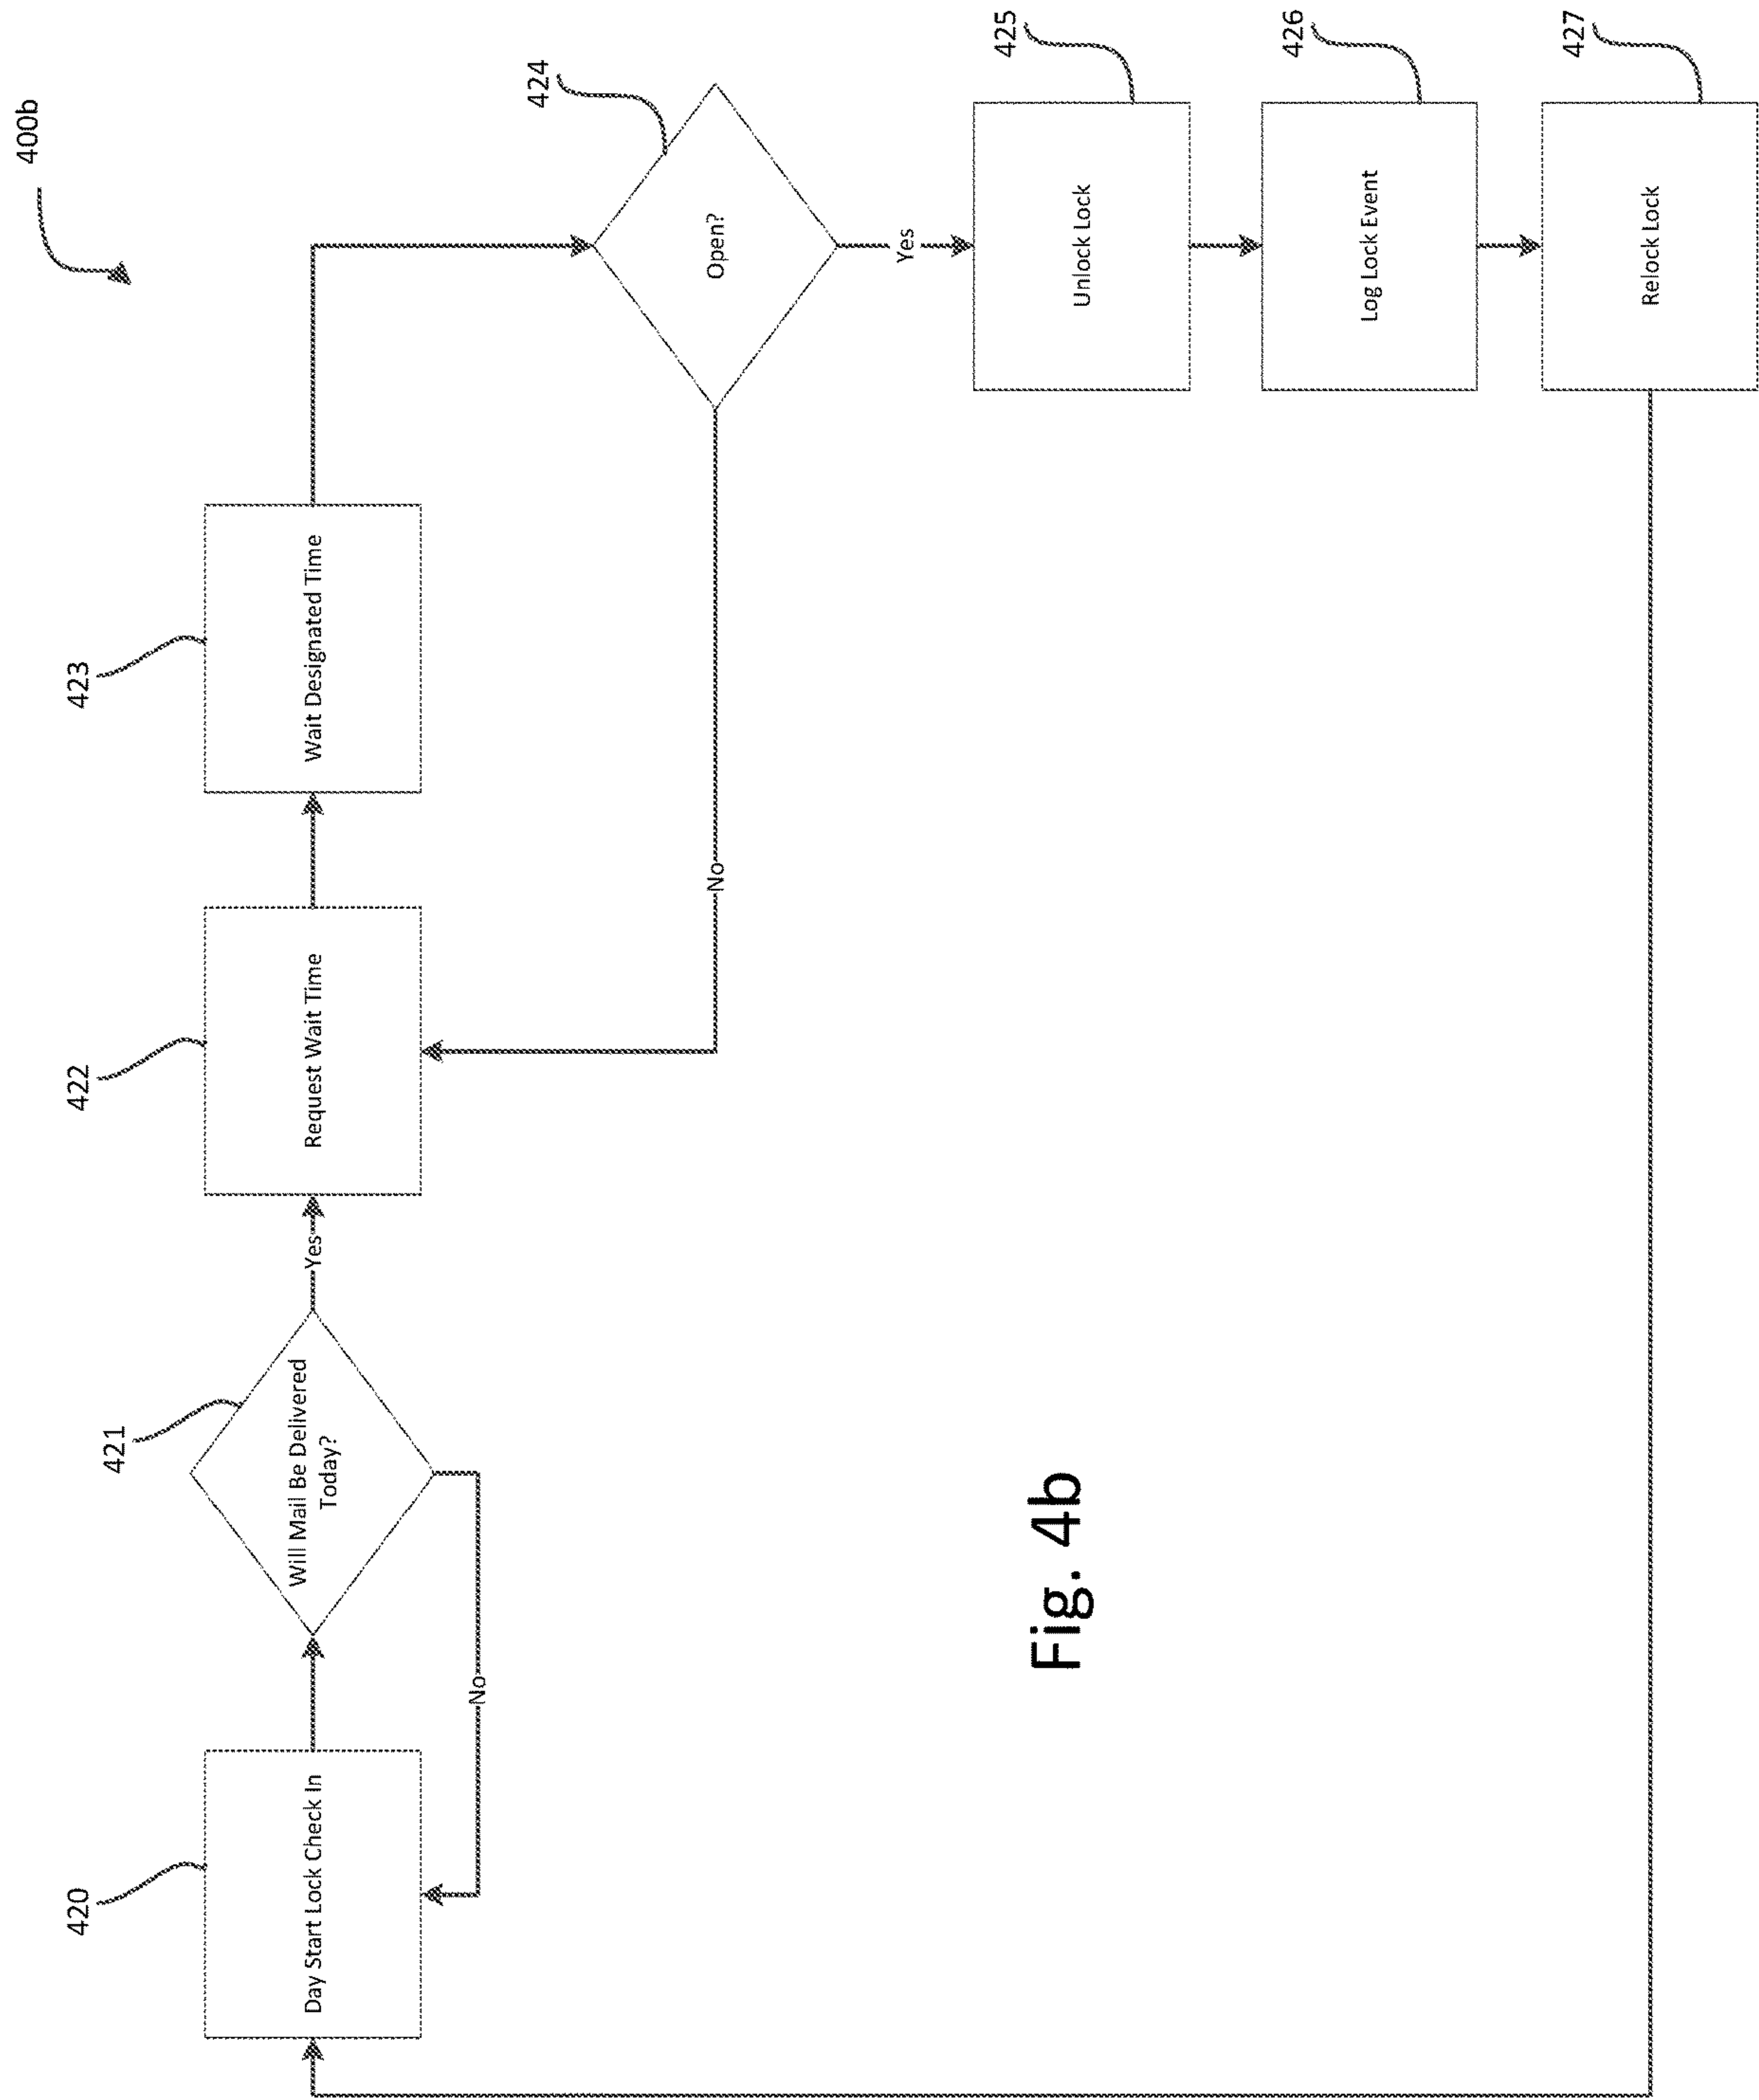 400b
420
Day Start Lock Check In
421
Will Mail Be Delivered
Today?
No
Yes
422
Request Wait Time
423
Wait Designated Time
424
Open?
No
Yes
425
Unlock Lock
426
Log Lock Event
427
Relock Lock
Fig. 4b